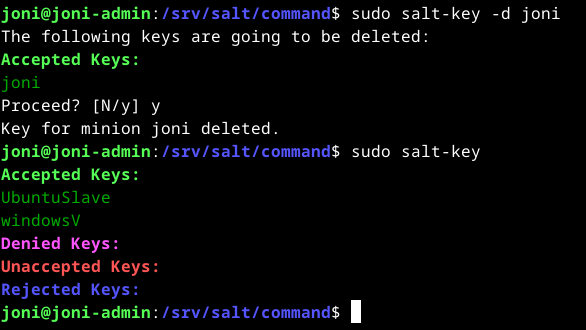 joni@joni-admin:/srv/salt/command$ sudo salt-key -d joni
The following keys are going to be deleted:
Accepted Keys:
joni
Proceed? [N/y] y
Key for minion joni deleted.
joni@joni-admin:/srv/salt/command$ sudo salt-key
Accepted Keys:
UbuntuSlave
windowsV
Denied Keys:
Unaccepted Keys:
Rejected Keys:
joni@joni-admin:/srv/salt/command$